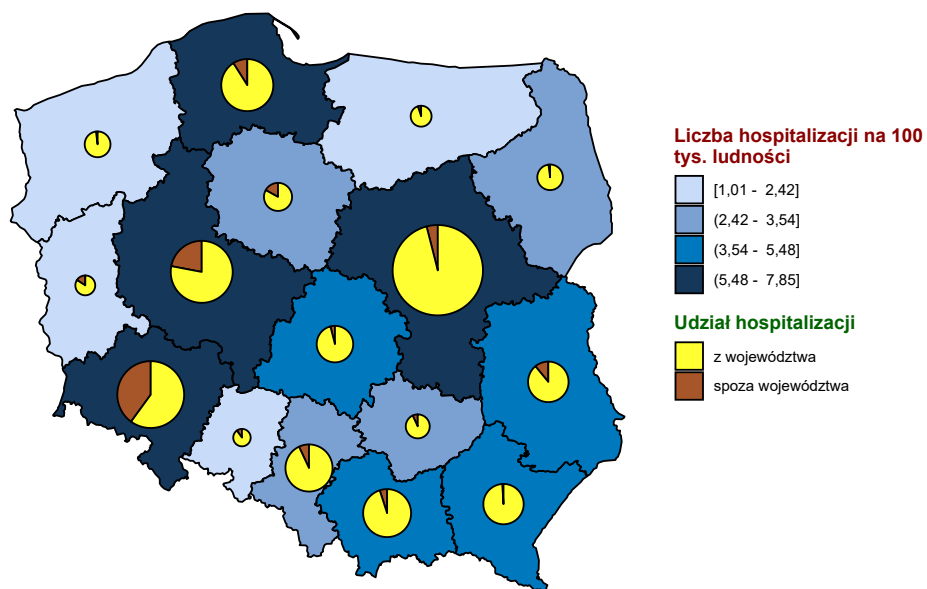 Liczba hospitalizacji na 100
tys. ludności
[1,01 - 2,42]
(2,42 - 3,54]
(3,54 - 5,48]
(5,48 - 7,85]
Udział hospitalizacji
z województwa
spoza województwa